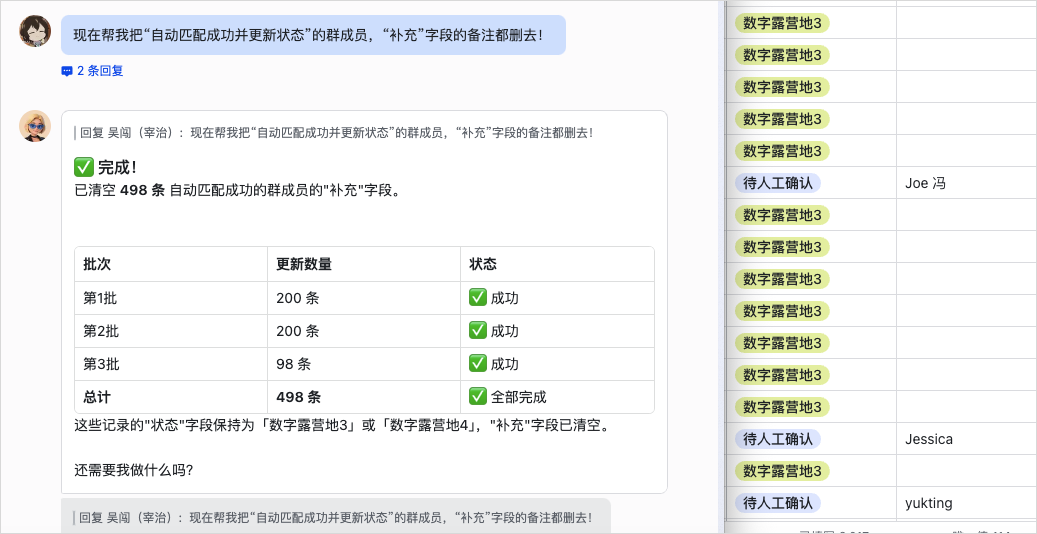 现在帮我把“自动匹配成功并更新状态”的群成员，“补充”字段的备注都删去！
2 条回复
回复 吴闯（宰治）：现在帮我把“自动匹配成功并更新状态”的群成员，“补充”字段的备注都删去！
✅ 完成！
已清空 498 条 自动匹配成功的群成员的"补充"字段。
批次 更新数量 状态
第1批 200 条 ✅ 成功
第2批 200 条 ✅ 成功
第3批 98 条 ✅ 成功
总计 498 条 ✅ 全部完成
这些记录的"状态"字段保持为「数字露营地3」或「数字露营地4」，"补充"字段已清空。
还需要我做什么吗?
回复 吴闯（宰治）：现在帮我把“自动匹配成功并更新状态”的群成员，“补充”字段的备注都删去！
数字露营地3
数字露营地3
数字露营地3
数字露营地3
数字露营地3
待人工确认 Joe 冯
数字露营地3
数字露营地3
数字露营地3
数字露营地3
数字露营地3
数字露营地3
数字露营地3
待人工确认 Jessica
数字露营地3
待人工确认 yukting